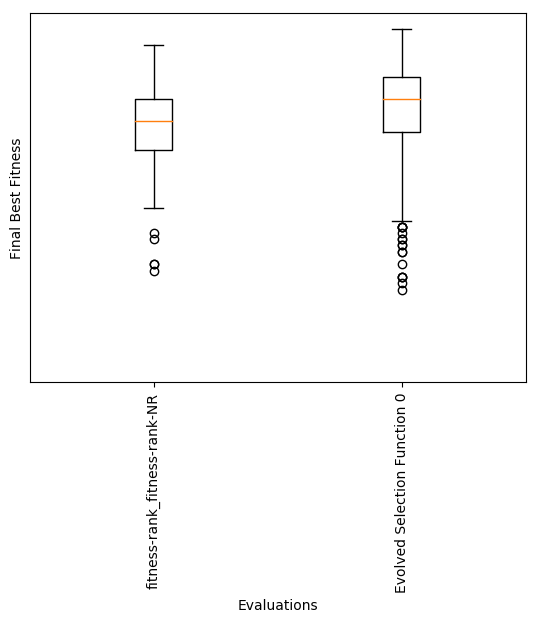 Final Best Fitness
fitness-rank_fitness-rank-NR
Evolved Selection Function 0
Evaluations